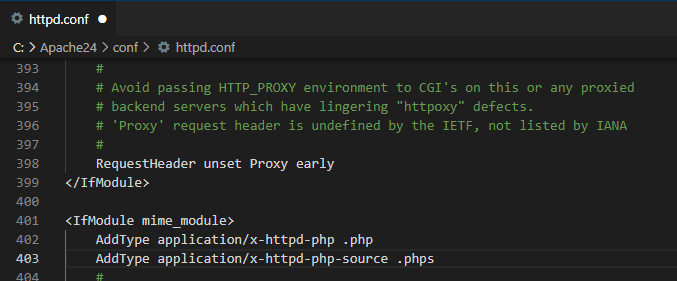 httpd.conf
C: > Apache24 > conf > httpd.conf
393 #
394 # Avoid passing HTTP_PROXY environment to CGI's on this or any proxied
395 # backend servers which have lingering "httpoxy" defects.
396 # 'Proxy' request header is undefined by the IETF, not listed by IANA
397 #
398 RequestHeader unset Proxy early
399 </IfModule>
400
401 <IfModule mime_module>
402 AddType application/x-httpd-php .php
403 AddType application/x-httpd-php-source .phps
404 #